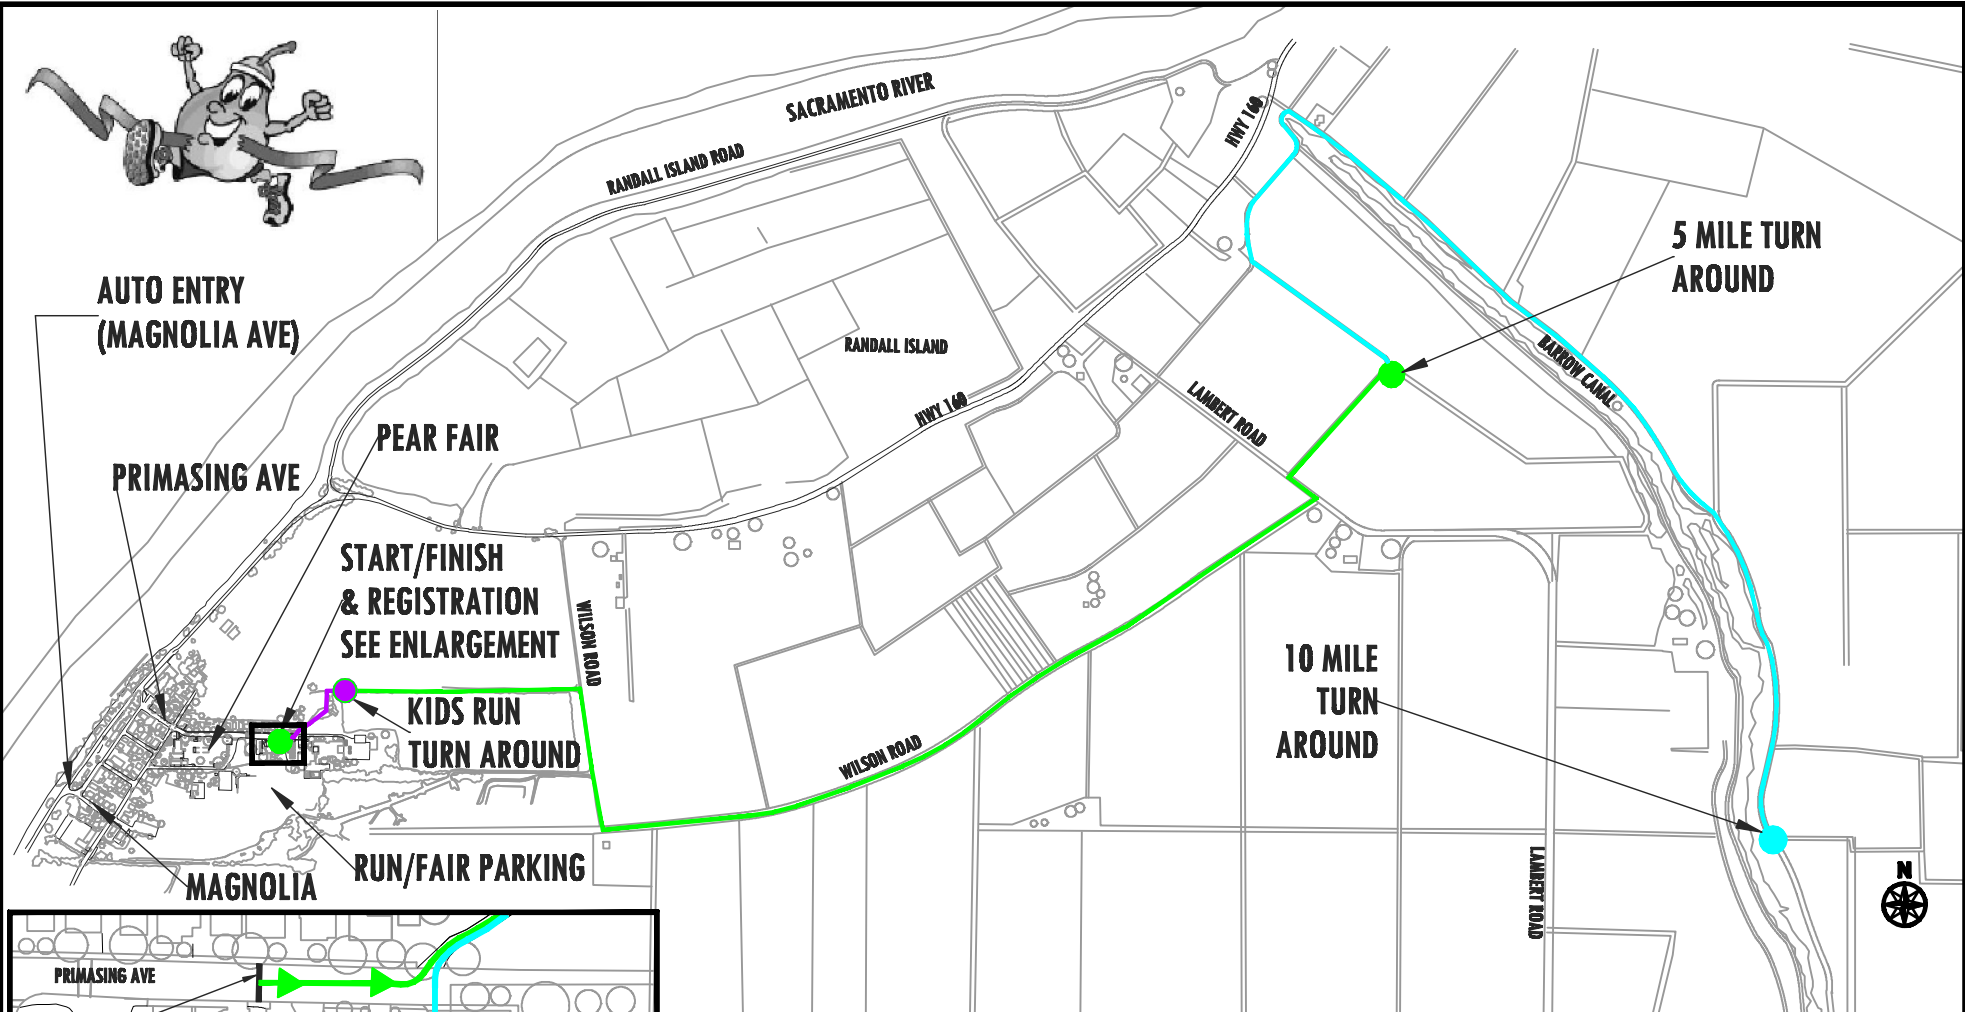 SACRAMENTO RIVER
RANDALL ISLAND ROAD
HWY 160
5 MILE TURN
AROUND
AUTO ENTRY
(MAGNOLIA AVE)
RANDALL ISLAND
BARROW CANAL
LAMBERT ROAD
HWY 160
PEAR FAIR
PRIMASING AVE
START/FINISH
& REGISTRATION
SEE ENLARGEMENT
WILSON ROAD
10 MILE
TURN
AROUND
KIDS RUN
TURN AROUND
WILSON ROAD
RUN/FAIR PARKING
MAGNOLIA
LAMBERT ROAD
N
PRIMASING AVE